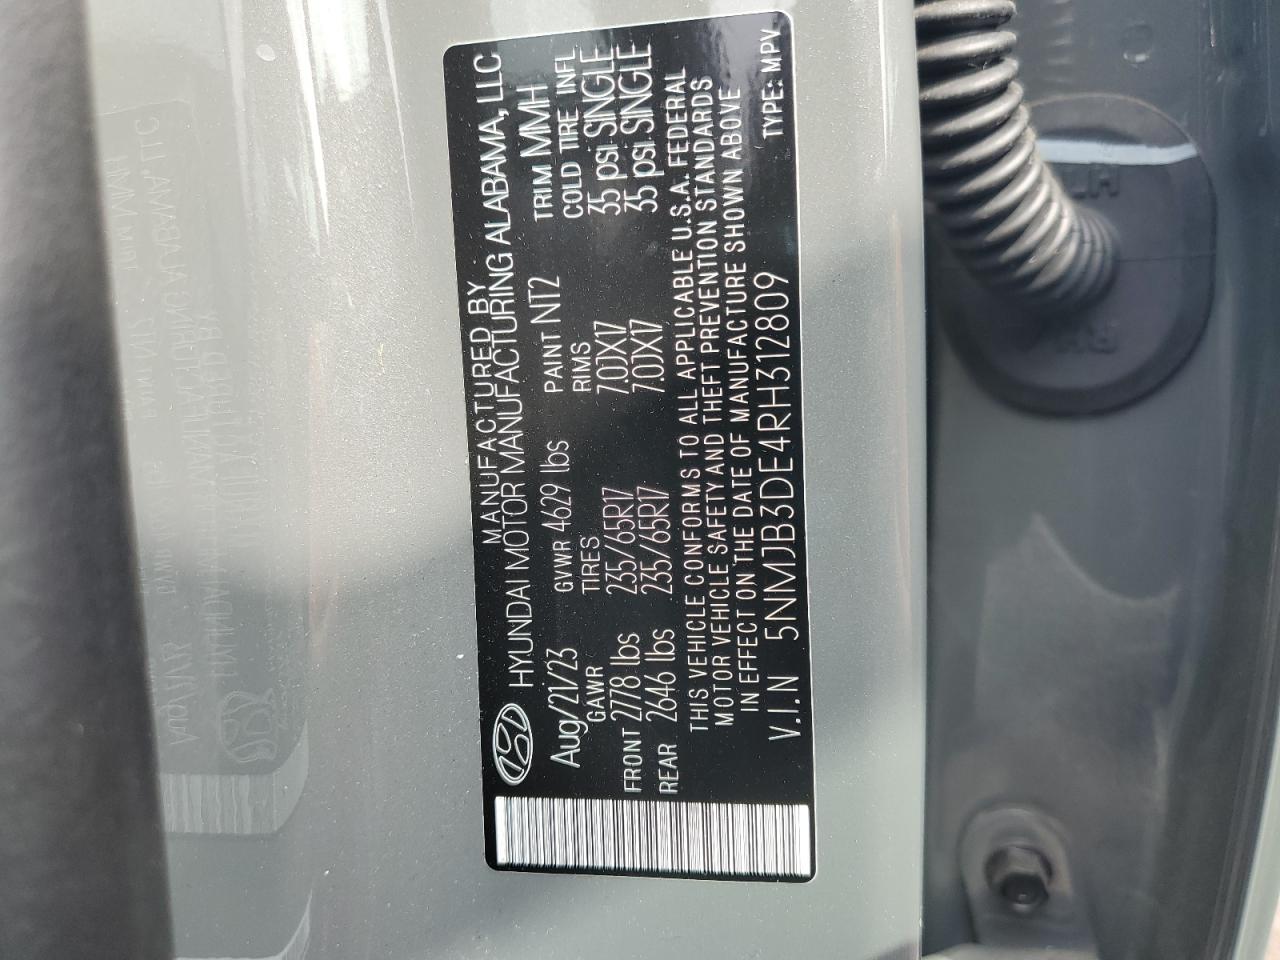 MANUFACTURED BY
HYUNDAI MOTOR MANUFACTURING ALABAMA, LLC
Aug/21/23 GVWR 4629 lbs PAINT NT2 TRIM MMH
GAWR TIRES RIMS COLD TIRE INFL
FRONT 2778 lbs 235/65R17 7.0JX17 35 psi SINGLE
REAR 2646 lbs 235/65R17 7.0JX17 35 psi SINGLE
THIS VEHICLE CONFORMS TO ALL APPLICABLE U.S.A. FEDERAL
MOTOR VEHICLE SAFETY AND THEFT PREVENTION STANDARDS
IN EFFECT ON THE DATE OF MANUFACTURE SHOWN ABOVE
V.I.N 5NMJB3DE4RH312809 TYPE: MPV
LH
RH